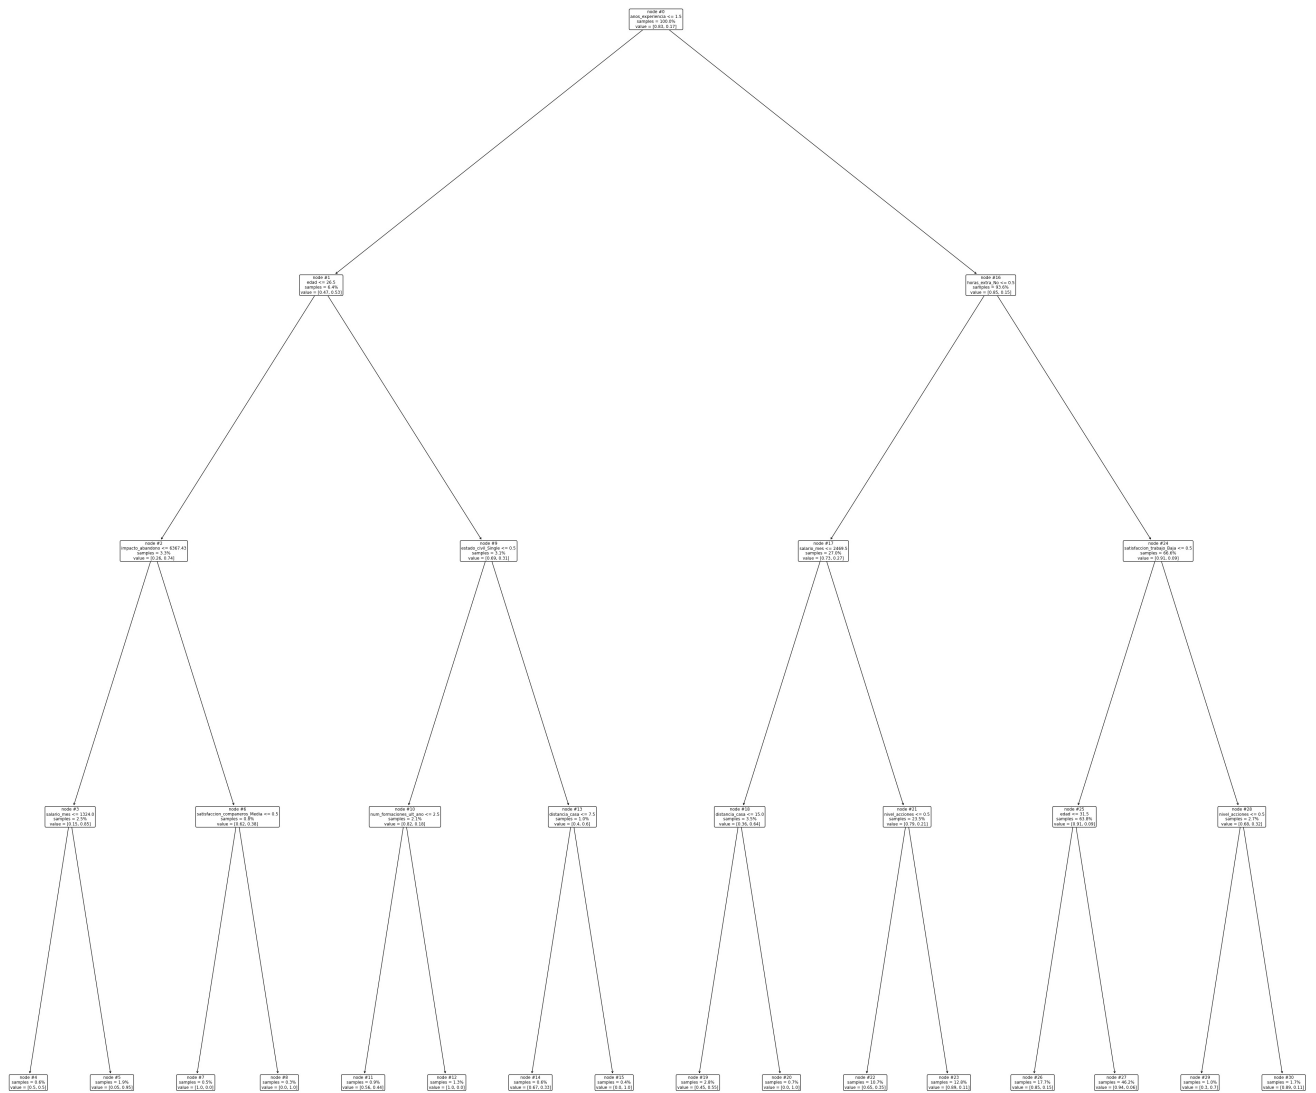 node #0
anos_experiencia <= 1.5
samples = 100.0%
value = [0.83, 0.17]
node #1
edad <= 26.5
samples = 6.4%
value = [0.47, 0.53]
node #16
horas_extra_No <= 0.5
samples = 93.6%
value = [0.85, 0.15]
node #2
impacto_abandono <= 6367.43
samples = 3.3%
value = [0.26, 0.74]
node #9
estado_civil_Single <= 0.5
samples = 3.1%
value = [0.69, 0.31]
node #17
salario_mes <= 2469.5
samples = 27.0%
value = [0.73, 0.27]
node #24
satisfaccion_trabajo_Baja <= 0.5
samples = 66.6%
value = [0.91, 0.09]
node #3
salario_mes <= 1324.0
samples = 2.5%
value = [0.15, 0.85]
node #6
satisfaccion_companeros_Media <= 0.5
samples = 0.8%
value = [0.62, 0.38]
node #10
num_formaciones_ult_ano <= 2.5
samples = 2.1%
value = [0.82, 0.18]
node #13
distancia_casa <= 7.5
samples = 1.0%
value = [0.4, 0.6]
node #18
distancia_casa <= 15.0
samples = 3.5%
value = [0.36, 0.64]
node #21
nivel_acciones <= 0.5
samples = 23.5%
value = [0.79, 0.21]
node #25
edad <= 31.5
samples = 63.8%
value = [0.91, 0.09]
node #28
nivel_acciones <= 0.5
samples = 2.7%
value = [0.68, 0.32]
node #4
samples = 0.6%
value = [0.5, 0.5]
node #5
samples = 1.9%
value = [0.05, 0.95]
node #7
samples = 0.5%
value = [1.0, 0.0]
node #8
samples = 0.3%
value = [0.0, 1.0]
node #11
samples = 0.9%
value = [0.56, 0.44]
node #12
samples = 1.3%
value = [1.0, 0.0]
node #14
samples = 0.6%
value = [0.67, 0.33]
node #15
samples = 0.4%
value = [0.0, 1.0]
node #19
samples = 2.8%
value = [0.45, 0.55]
node #20
samples = 0.7%
value = [0.0, 1.0]
node #22
samples = 10.7%
value = [0.65, 0.35]
node #23
samples = 12.8%
value = [0.89, 0.11]
node #26
samples = 17.7%
value = [0.85, 0.15]
node #27
samples = 46.2%
value = [0.94, 0.06]
node #29
samples = 1.0%
value = [0.3, 0.7]
node #30
samples = 1.7%
value = [0.89, 0.11]